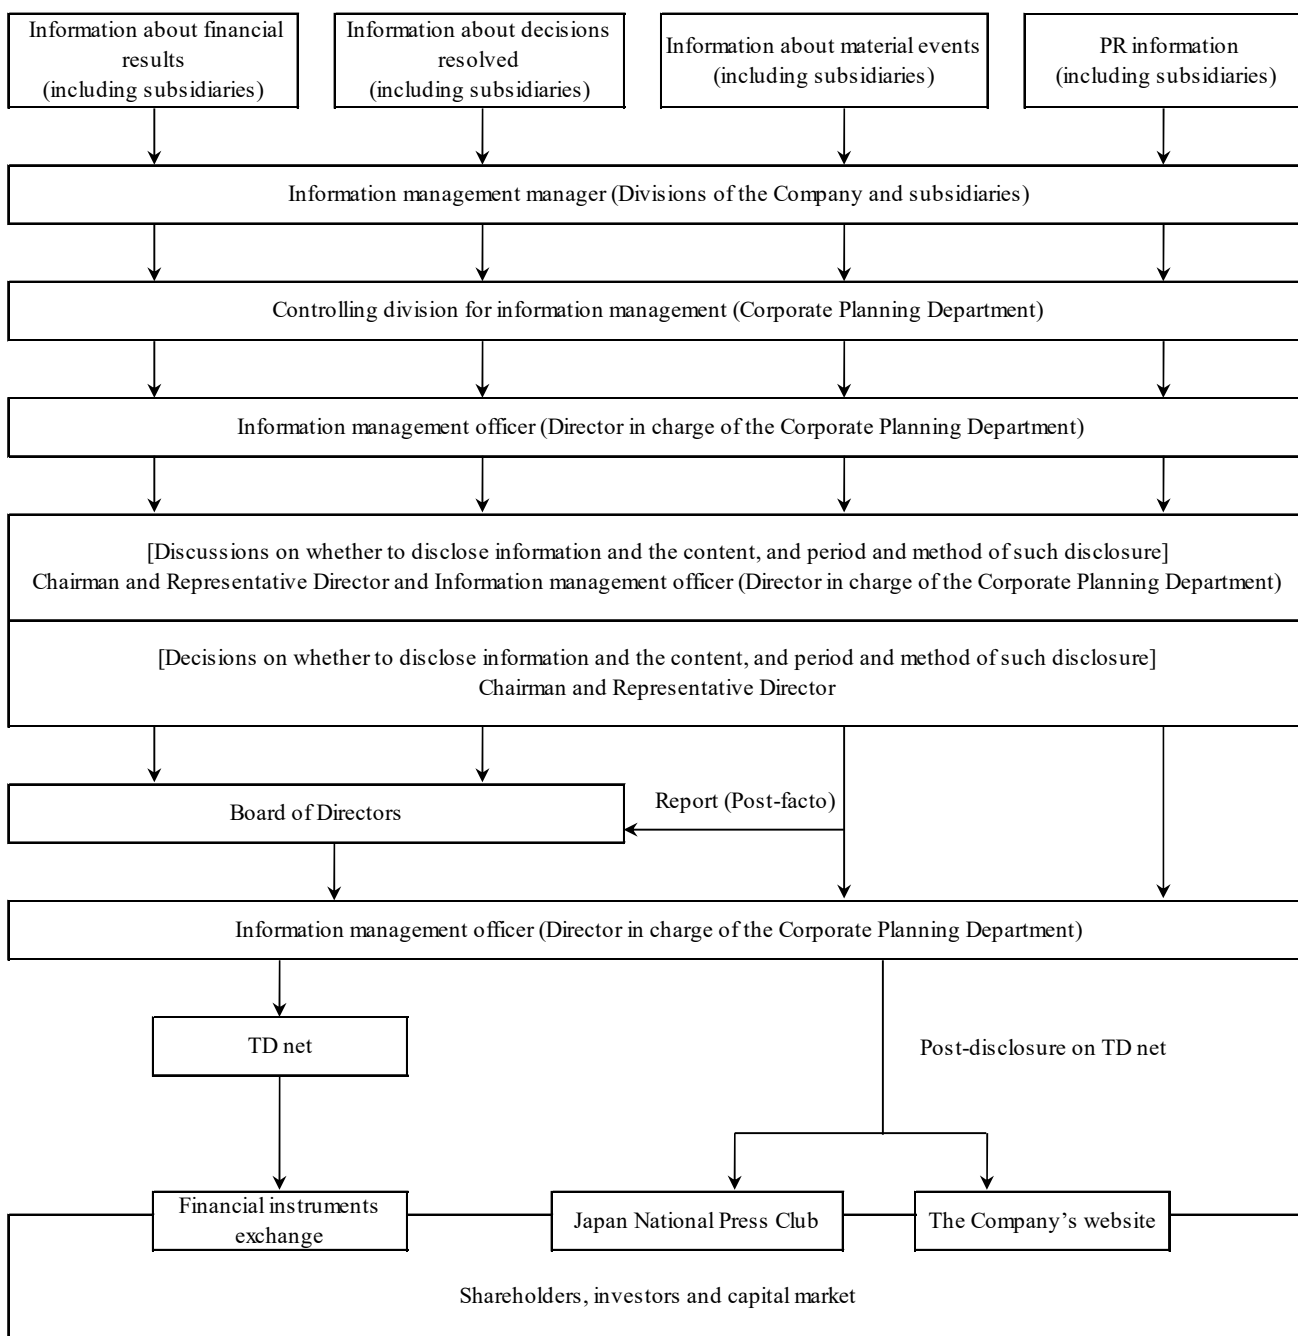 Information about financial
results
(including subsidiaries)
Information about decisions
resolved
(including subsidiaries)
Information about material events
(including subsidiaries)
PR information
(including subsidiaries)
Information management manager (Divisions of the Company and subsidiaries)
Controlling division for information management (Corporate Planning Department)
Information management officer (Director in charge of the Corporate Planning Department)
[Discussions on whether to disclose information and the content, and period and method of such disclosure]
Chairman and Representative Director and Information management officer (Director in charge of the Corporate Planning Department)
[Decisions on whether to disclose information and the content, and period and method of such disclosure]
Chairman and Representative Director
Board of Directors
Report (Post-facto)
Information management officer (Director in charge of the Corporate Planning Department)
TD net
Post-disclosure on TD net
Financial instruments
exchange
Japan National Press Club
The Company’s website
Shareholders, investors and capital market